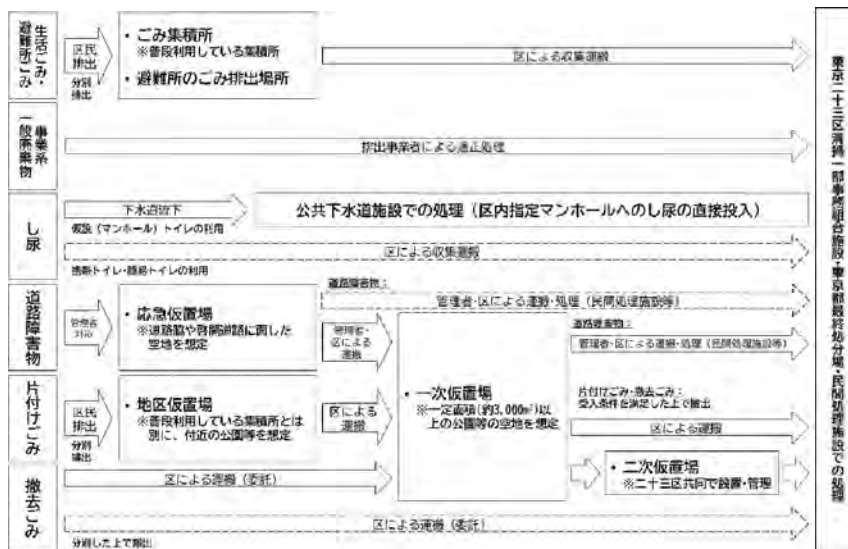 生活ごみ・
避難所ごみ
区民
排出
分別
排出
・ごみ集積所
※普段利用している集積所
・避難所のごみ排出場所
区による収集運搬
事業系
一般廃棄物
排出事業者による適正処理
し尿
下水道流下
仮設（マンホール）トイレの利用
公共下水道施設での処理（区内指定マンホールへのし尿の直接投入）
区による収集運搬
携帯トイレ・簡易トイレの利用
道路障害物
管理者
対応
・応急仮置場
※道路脇や啓開道路に面した
空地を想定
道路障害物：
管理者・区による運搬・処理（民間処理施設等）
管理者・
区による
運搬
・一次仮置場
※一定面積（約3,000㎡）以
上の公園等の空地を想定
道路障害物：
管理者・区による運搬・処理（民間処理施設等）
片付けごみ
区民
排出
分別
排出
・地区仮置場
※普段利用している集積所とは
別に、付近の公園等を想定
区による
運搬
片付けごみ・撤去ごみ：
受入条件を満足した上で搬出
区による運搬
・二次仮置場
※二十三区共同で設置・管理
撤去ごみ
区による運搬（委託）
区による運搬（委託）
分別した上で搬出
東京二十三区清掃一部事務組合施設・東京都最終処分場・民間処理施設での処理